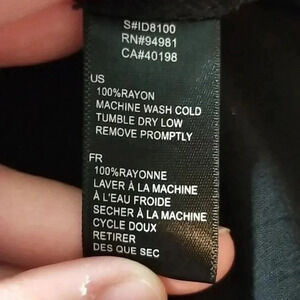 S#ID8100
RN#94981
CA#40198
US
100%RAYON
MACHINE WASH COLD
TUMBLE DRY LOW
REMOVE PROMPTLY
FR
100%RAYONNE
LAVER À LA MACHINE
À L'EAU FROIDE
SECHER À LA MACHINE
CYCLE DOUX
RETIRER
DES QUE SEC